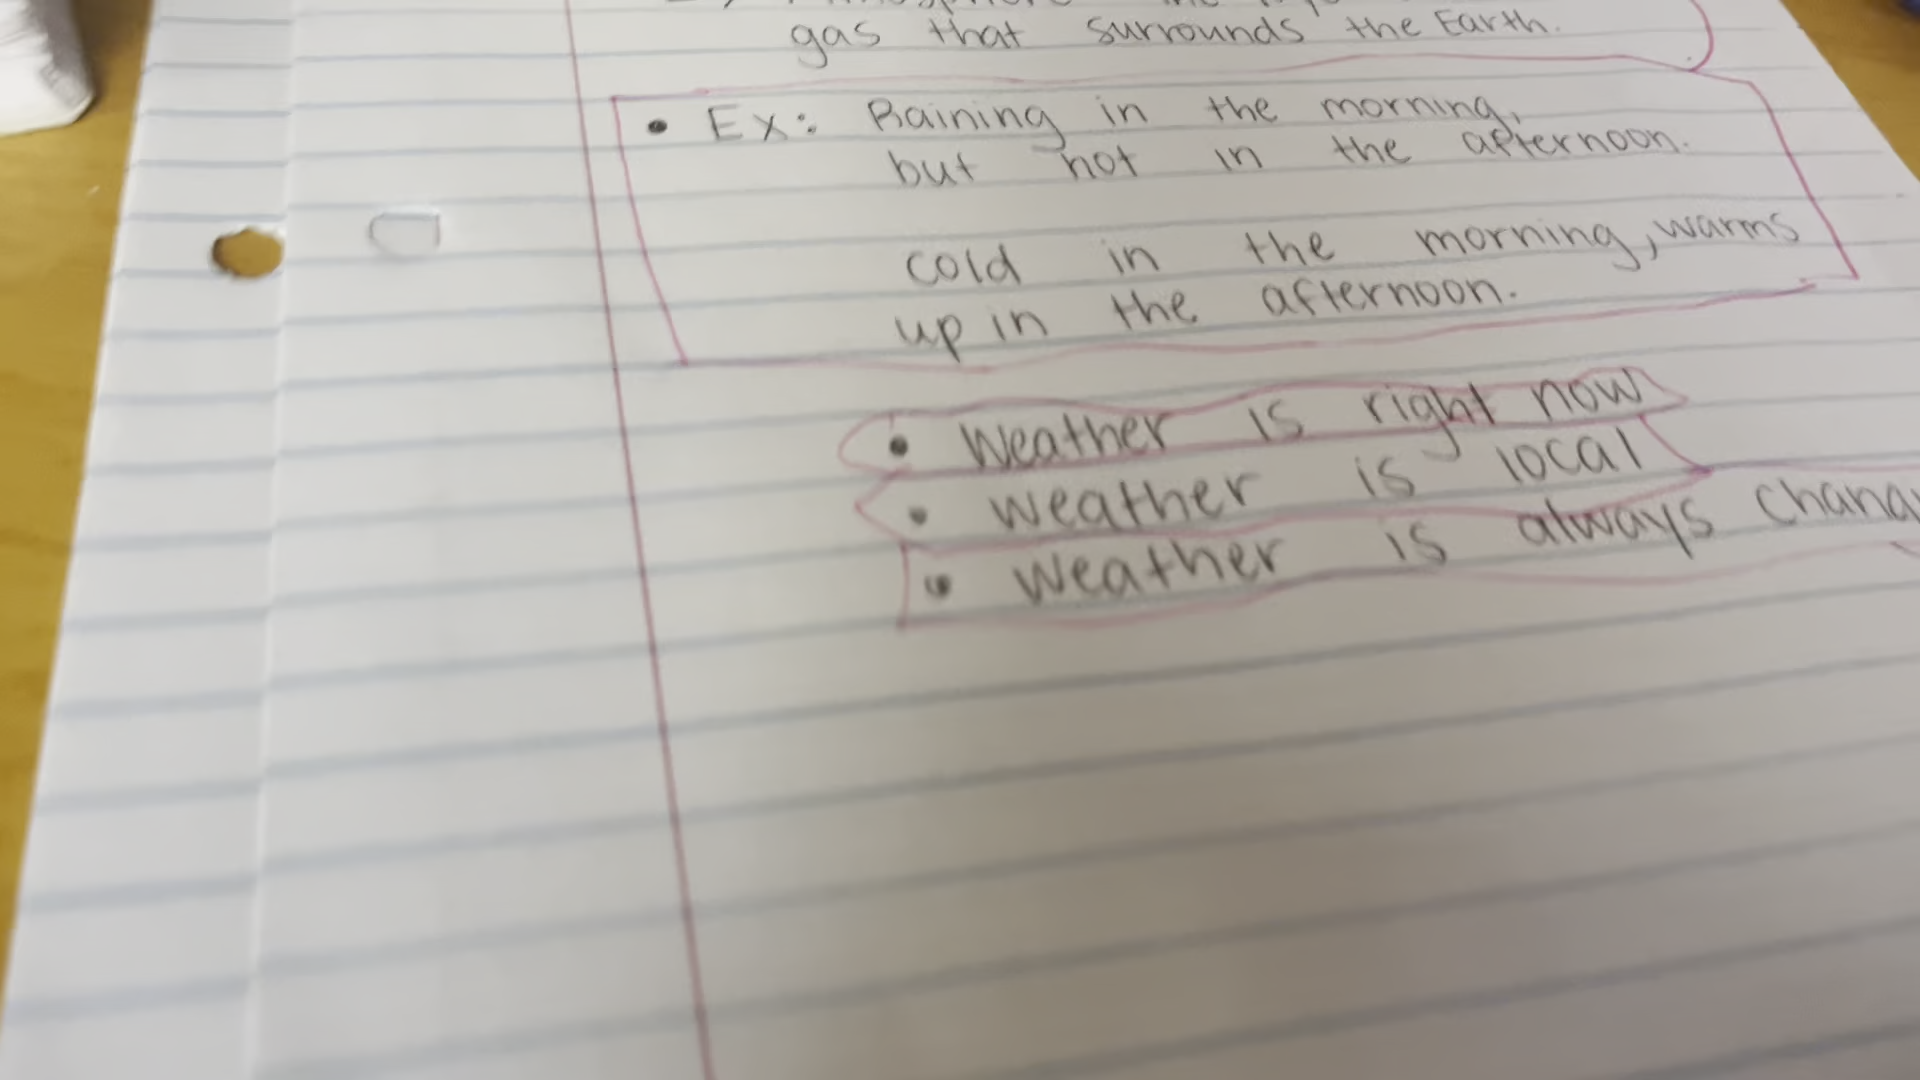 gas that surrounds the Earth.
• Ex: Raining in the morning,
but not in the afternoon.
cold in the morning, warms
up in the afternoon.
• Weather is right now
• weather is local
• weather is always